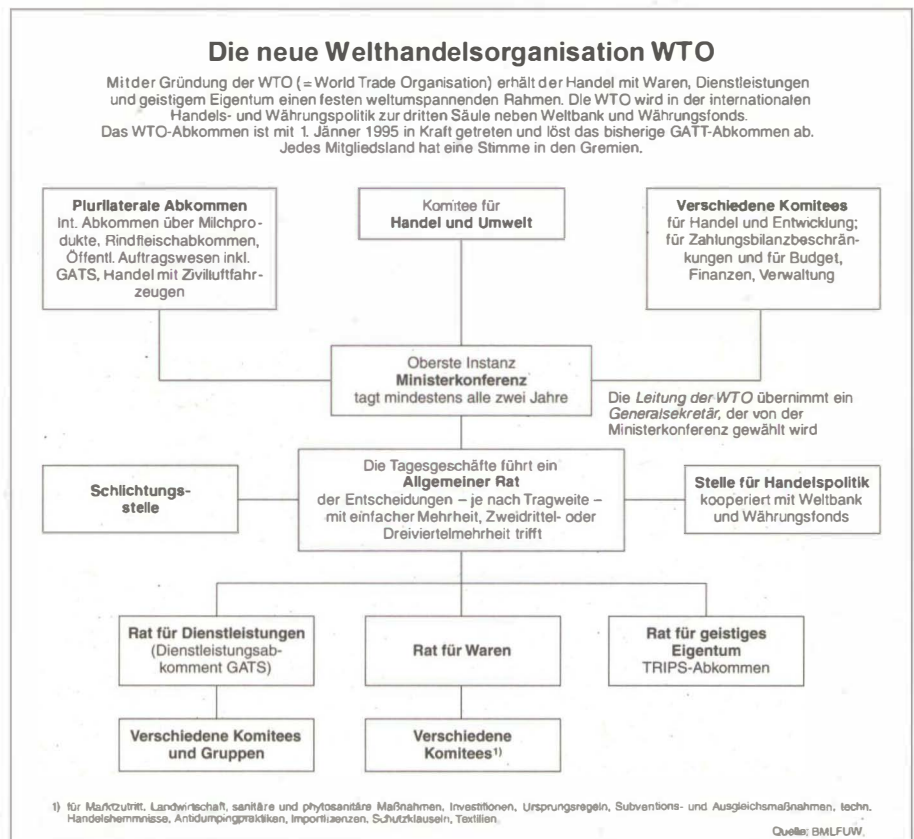 Die neue Welthandelsorganisation WTO
Mitder Gründung der WTO (= World Trade Organisation) erhält der Handel mit Waren, Dienstleistungen
und geistigem Eigentum einen festen weltumspannenden Rahmen. Die WTO wird in der internationalen
Handels- und Währungspolitik zur dritten Säule neben Weltbank und Währungsfonds.
Das WTO-Abkommen ist mit 1. Jänner 1995 in Kraft getreten und löst das bisherige GATT-Abkommen ab.
Jedes Mitgliedsland hat eine Stimme in den Gremien.
Plurilaterale Abkommen
Int. Abkommen über Milchpro-
dukte, Rindfleischabkommen,
Öffentl. Auftragswesen inkl.
GATS, Handel mit Zivilluftfahr-
zeugen
Komitee für
Handel und Umwelt
Verschiedene Komitees
für Handel und Entwicklung;
für Zahlungsbilanzbeschrän-
kungen und für Budget,
Finanzen, Verwaltung
Oberste Instanz
Ministerkonferenz
tagt mindestens alle zwei Jahre
Die Leitung der WTO übernimmt ein
Generalsekretär, der von der
Ministerkonferenz gewählt wird
Schlichtungs-
stelle
Die Tagesgeschäfte führt ein
Allgemeiner Rat
der Entscheidungen – je nach Tragweite –
mit einfacher Mehrheit, Zweidrittel- oder
Dreiviertelmehrheit trifft
Stelle für Handelspolitik
kooperiert mit Weltbank
und Währungsfonds
Rat für Dienstleistungen
(Dienstleistungsab-
komment GATS)
Rat für Waren
Rat für geistiges
Eigentum
TRIPS-Abkommen
Verschiedene Komitees
und Gruppen
Verschiedene
Komitees1)
1) für Marktzutritt, Landwirtschaft, sanitäre und phytosanitäre Maßnahmen, Investitionen, Ursprungsregeln, Subventions- und Ausgleichsmaßnahmen, techn.
Handelshemmnisse, Antidumpingpraktiken, Importlizenzen, Schutzklauseln, Textilien.
Quelle: BMLFUW.